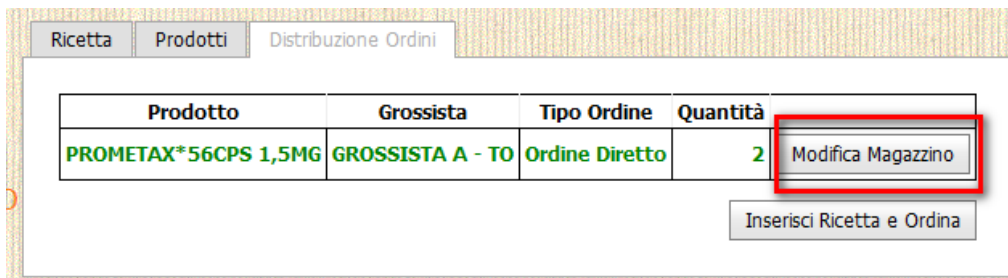 Ricetta Prodotti Distribuzione Ordini
Prodotto Grossista Tipo Ordine Quantità
PROMETAX*56CPS 1,5MG GROSSISTA A - TO Ordine Diretto 2 Modifica Magazzino
Inserisci Ricetta e Ordina